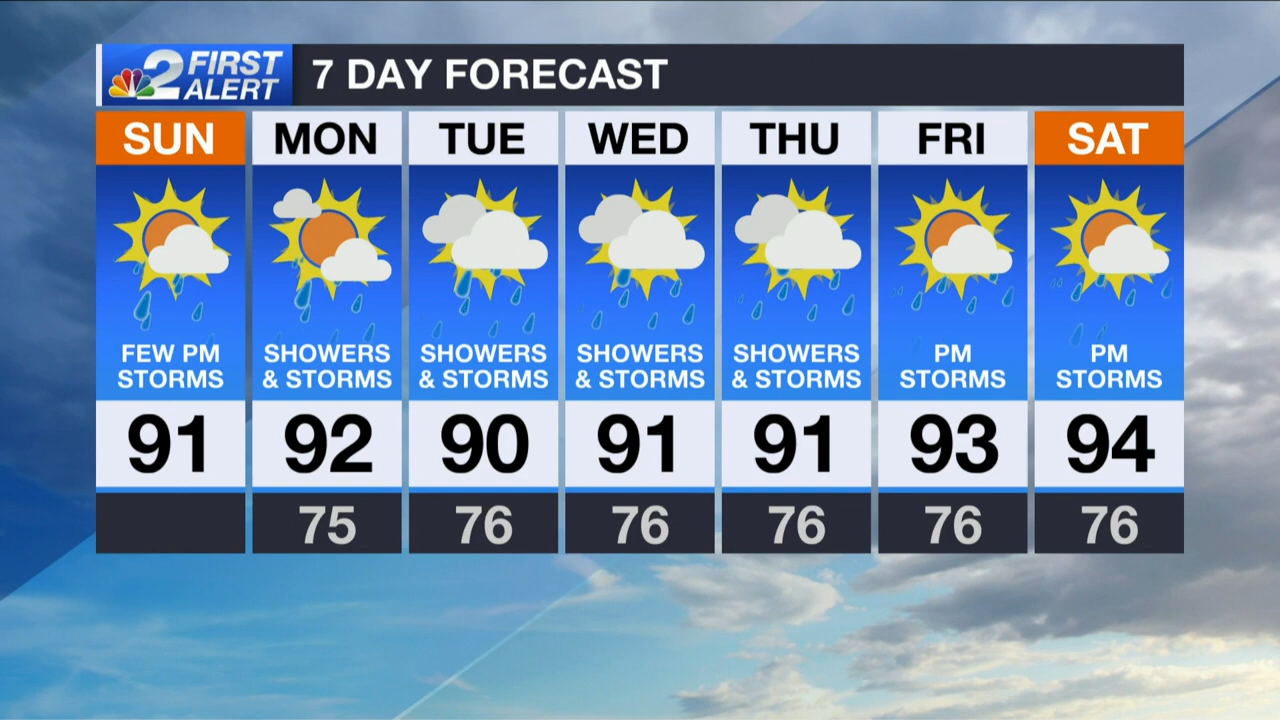 2 FIRST ALERT
7 DAY FORECAST
SUN MON TUE WED THU FRI SAT
FEW PM SHOWERS SHOWERS SHOWERS SHOWERS PM PM
STORMS & STORMS & STORMS & STORMS & STORMS STORMS STORMS
91 92 90 91 91 93 94
75 76 76 76 76 76